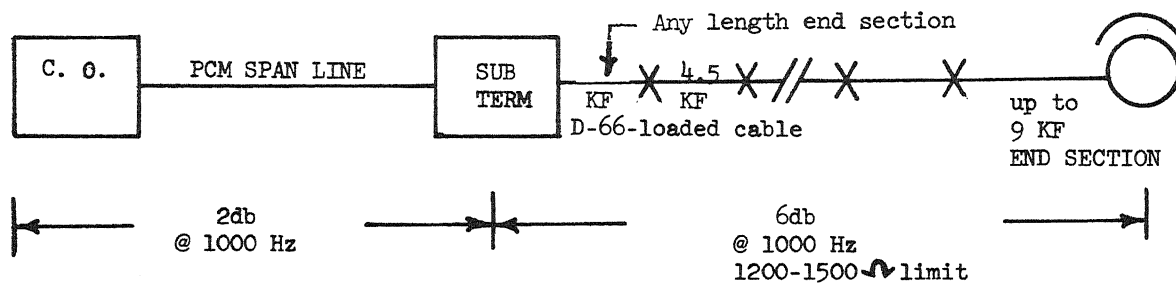 Any length end section
C. O.
PCM SPAN LINE
SUB
TERM
KF
4.5
KF
D-66-loaded cable
up to
9 KF
END SECTION
2db
@ 1000 Hz
6db
@ 1000 Hz
1200-1500 Ω limit